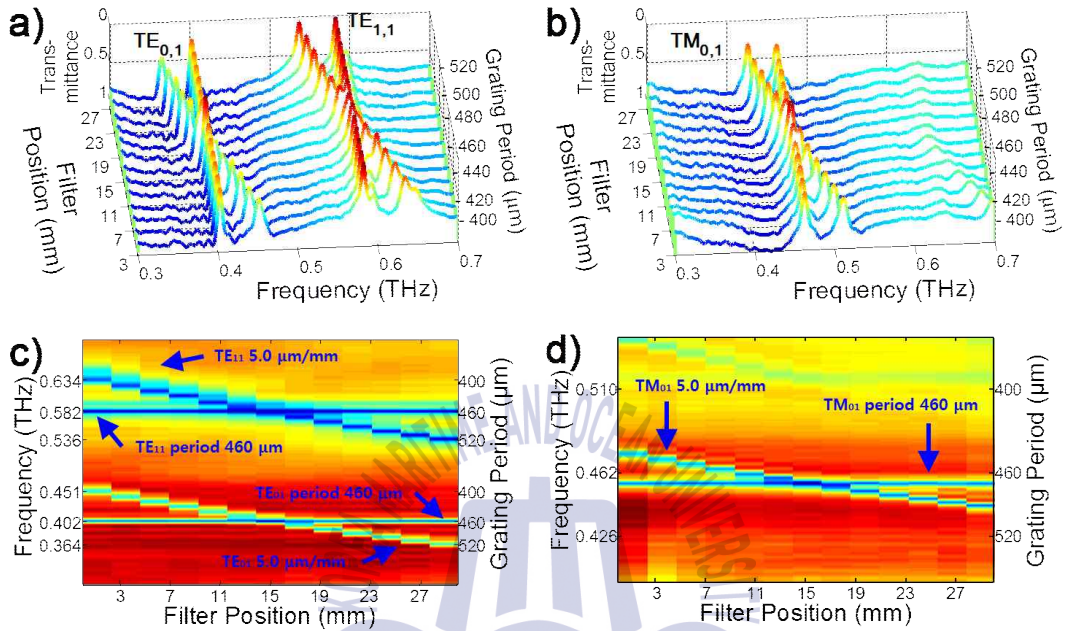 a)
TE0,1
TE1,1
Trans-
mittance
0
0.5
1
27
23
19
15
11
7
3
Filter
Position (mm)
0.3
0.4
0.5
0.6
0.7
Frequency (THz)
520
500
480
460
440
420
400
Grating Period (μm)
b)
TM0,1
Trans-
mittance
0
0.5
1
27
23
19
15
11
7
3
Filter
Position (mm)
0.3
0.4
0.5
0.6
0.7
Frequency (THz)
520
500
480
460
440
420
400
Grating Period (μm)
c)
TE11 5.0 μm/mm
TE11 period 460 μm
TE01 period 460 μm
TE01 5.0 μm/mm
Frequency (THz)
0.634
0.582
0.536
0.451
0.402
0.364
400
460
520
400
460
520
Grating Period (μm)
3
7
11
15
19
23
27
Filter Position (mm)
d)
TM01 5.0 μm/mm
TM01 period 460 μm
Frequency (THz)
0.510
0.462
0.426
400
460
520
Grating Period (μm)
3
7
11
15
19
23
27
Filter Position (mm)
KOREA MARITIME AND OCEAN UNIVERSITY